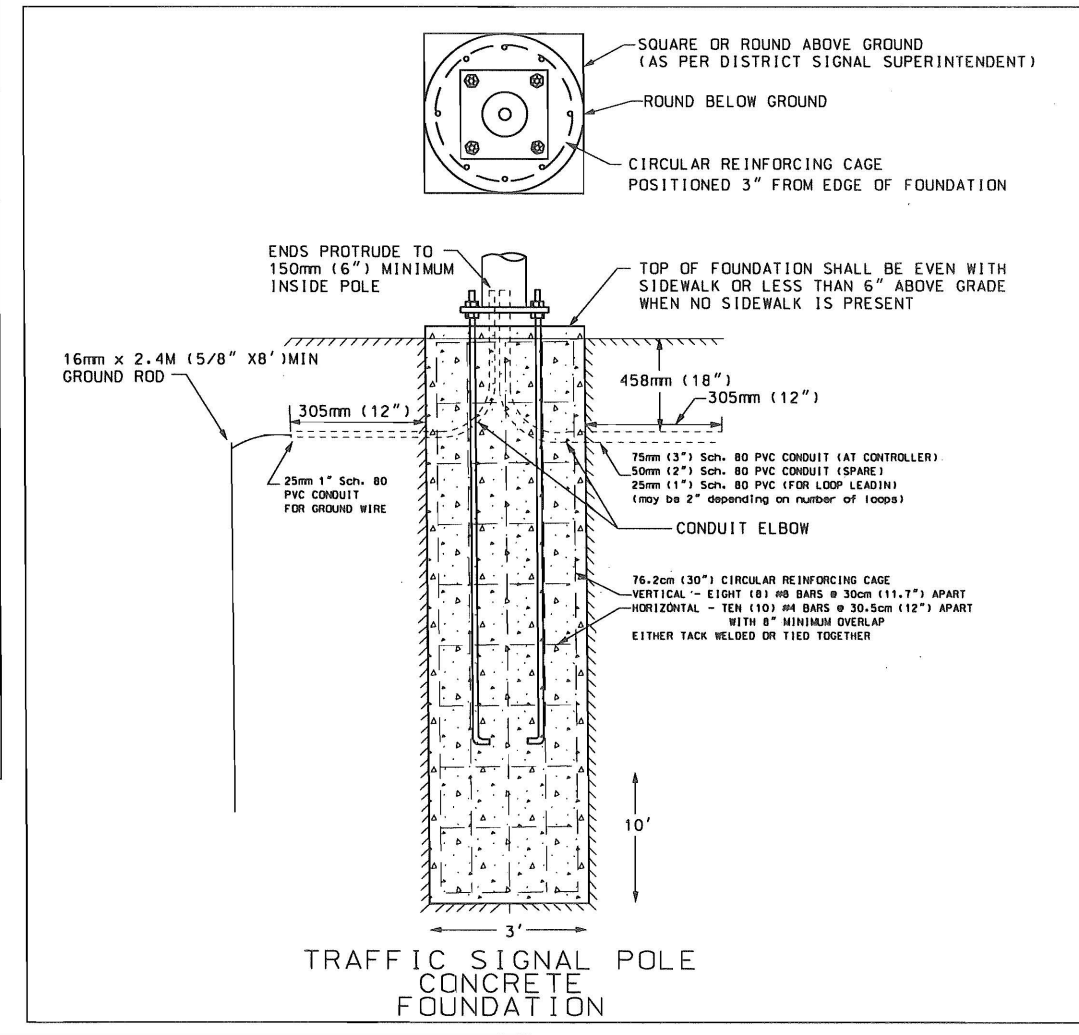 SQUARE OR ROUND ABOVE GROUND
(AS PER DISTRICT SIGNAL SUPERINTENDENT)
ROUND BELOW GROUND
CIRCULAR REINFORCING CAGE
POSITIONED 3" FROM EDGE OF FOUNDATION
ENDS PROTRUDE TO
150mm (6") MINIMUM
INSIDE POLE
TOP OF FOUNDATION SHALL BE EVEN WITH
SIDEWALK OR LESS THAN 6" ABOVE GRADE
WHEN NO SIDEWALK IS PRESENT
16mm x 2.4M (5/8" X8')MIN
GROUND ROD
458mm (18")
305mm (12")
305mm (12")
25mm 1" Sch. 80
PVC CONDUIT
FOR GROUND WIRE
75mm (3") Sch. 80 PVC CONDUIT (AT CONTROLLER)
50mm (2") Sch. 80 PVC CONDUIT (SPARE)
25mm (1") Sch. 80 PVC (FOR LOOP LEADIN)
(may be 2" depending on number of loops)
CONDUIT ELBOW
76.2cm (30") CIRCULAR REINFORCING CAGE
VERTICAL - EIGHT (8) #8 BARS @ 30cm (11.7") APART
HORIZONTAL - TEN (10) #4 BARS @ 30.5cm (12") APART
WITH 8" MINIMUM OVERLAP
EITHER TACK WELDED OR TIED TOGETHER
10'
3'
TRAFFIC SIGNAL POLE
CONCRETE
FOUNDATION